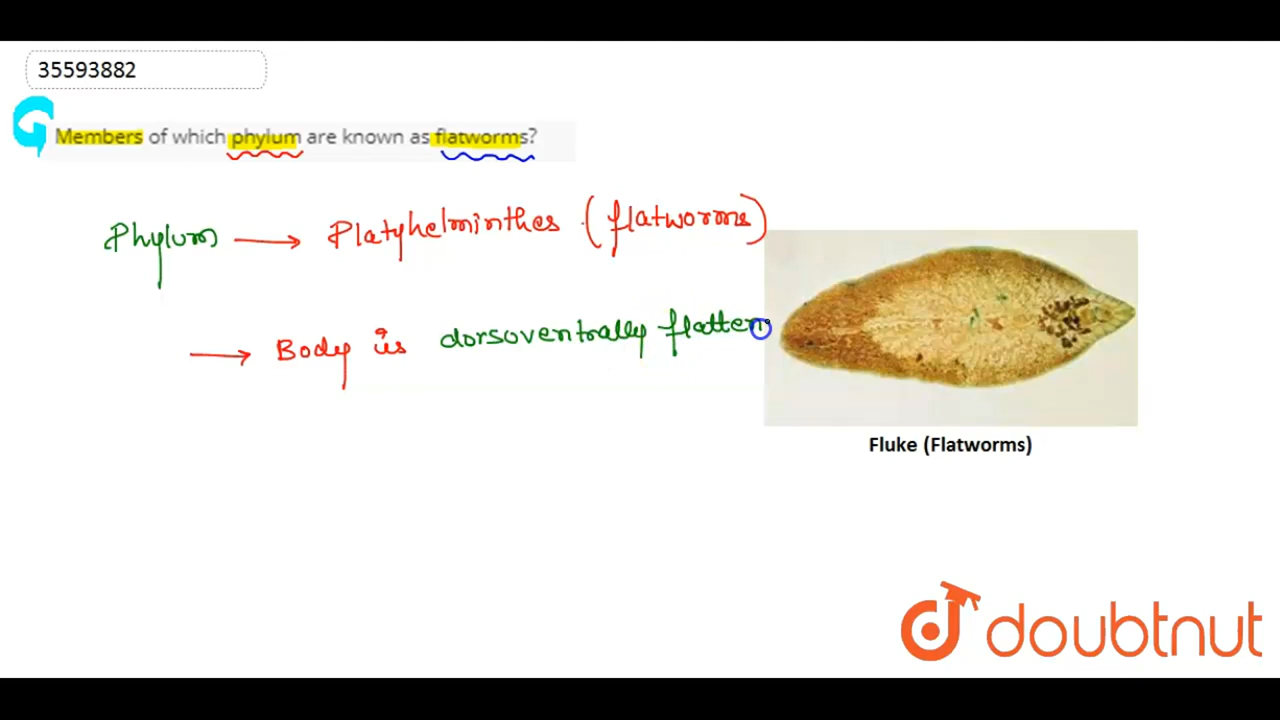 35593882
Members of which phylum are known as flatworms?
Phylum → Platyhelminthes (flatworms)
→ Body is dorsoventrally flatten
Fluke (Flatworms)
doubtnut